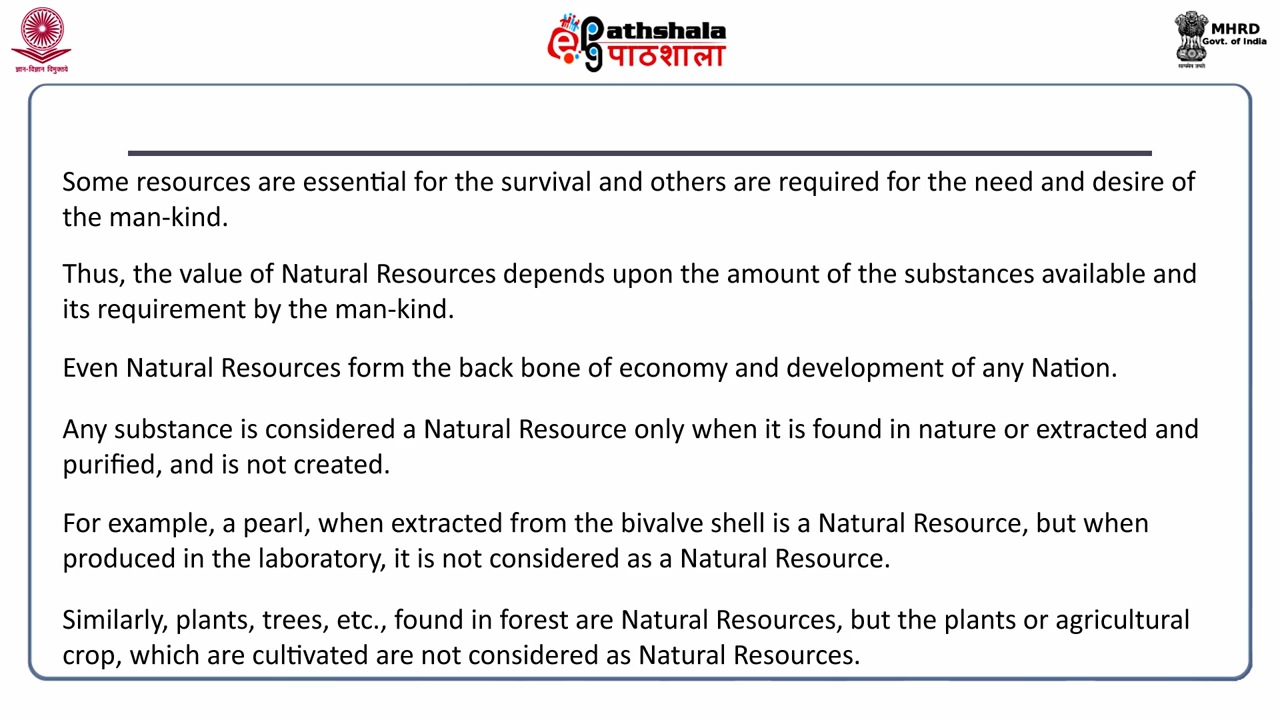 ज्ञान-विज्ञान विमुक्तये
ePG Pathshala
पाठशाला
MHRD
Govt. of India
सत्यमेव जयते
Some resources are essential for the survival and others are required for the need and desire of
the man-kind.
Thus, the value of Natural Resources depends upon the amount of the substances available and
its requirement by the man-kind.
Even Natural Resources form the back bone of economy and development of any Nation.
Any substance is considered a Natural Resource only when it is found in nature or extracted and
purified, and is not created.
For example, a pearl, when extracted from the bivalve shell is a Natural Resource, but when
produced in the laboratory, it is not considered as a Natural Resource.
Similarly, plants, trees, etc., found in forest are Natural Resources, but the plants or agricultural
crop, which are cultivated are not considered as Natural Resources.